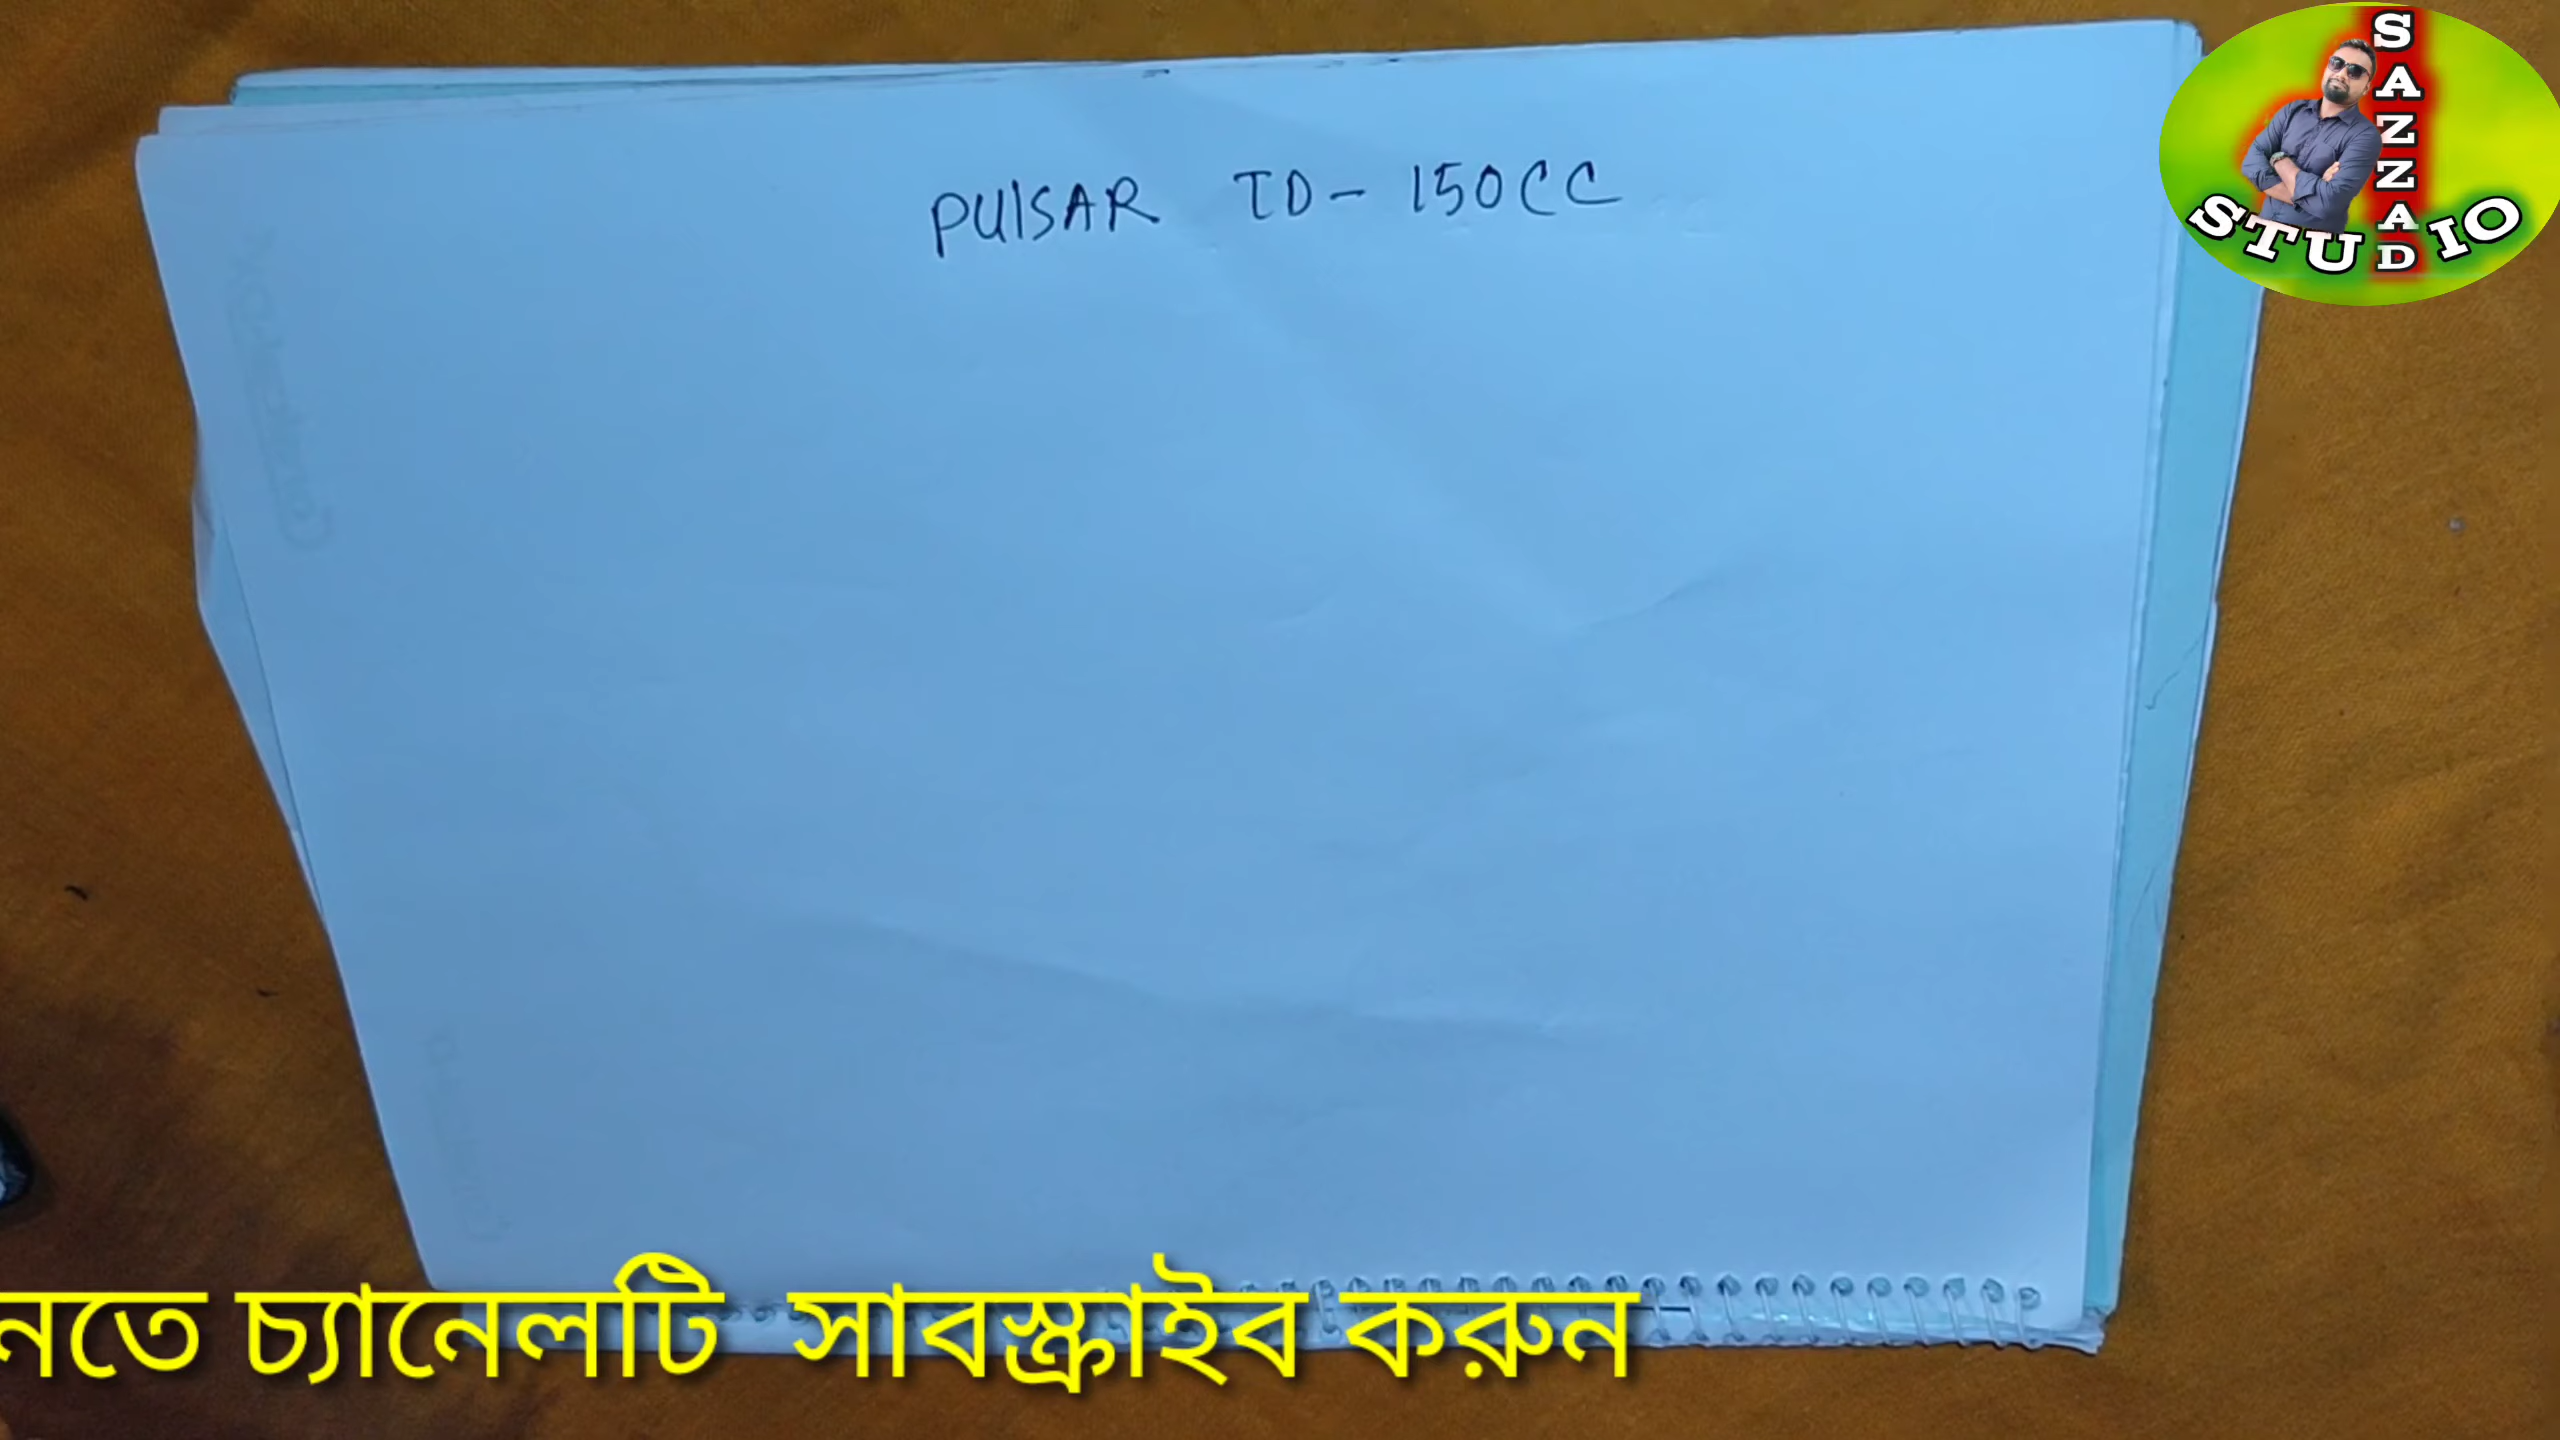 PUlSAR TD- 150CC
SAZZAD
STUDIO
নতে চ্যানেলটি সাবস্ক্রাইব করুন